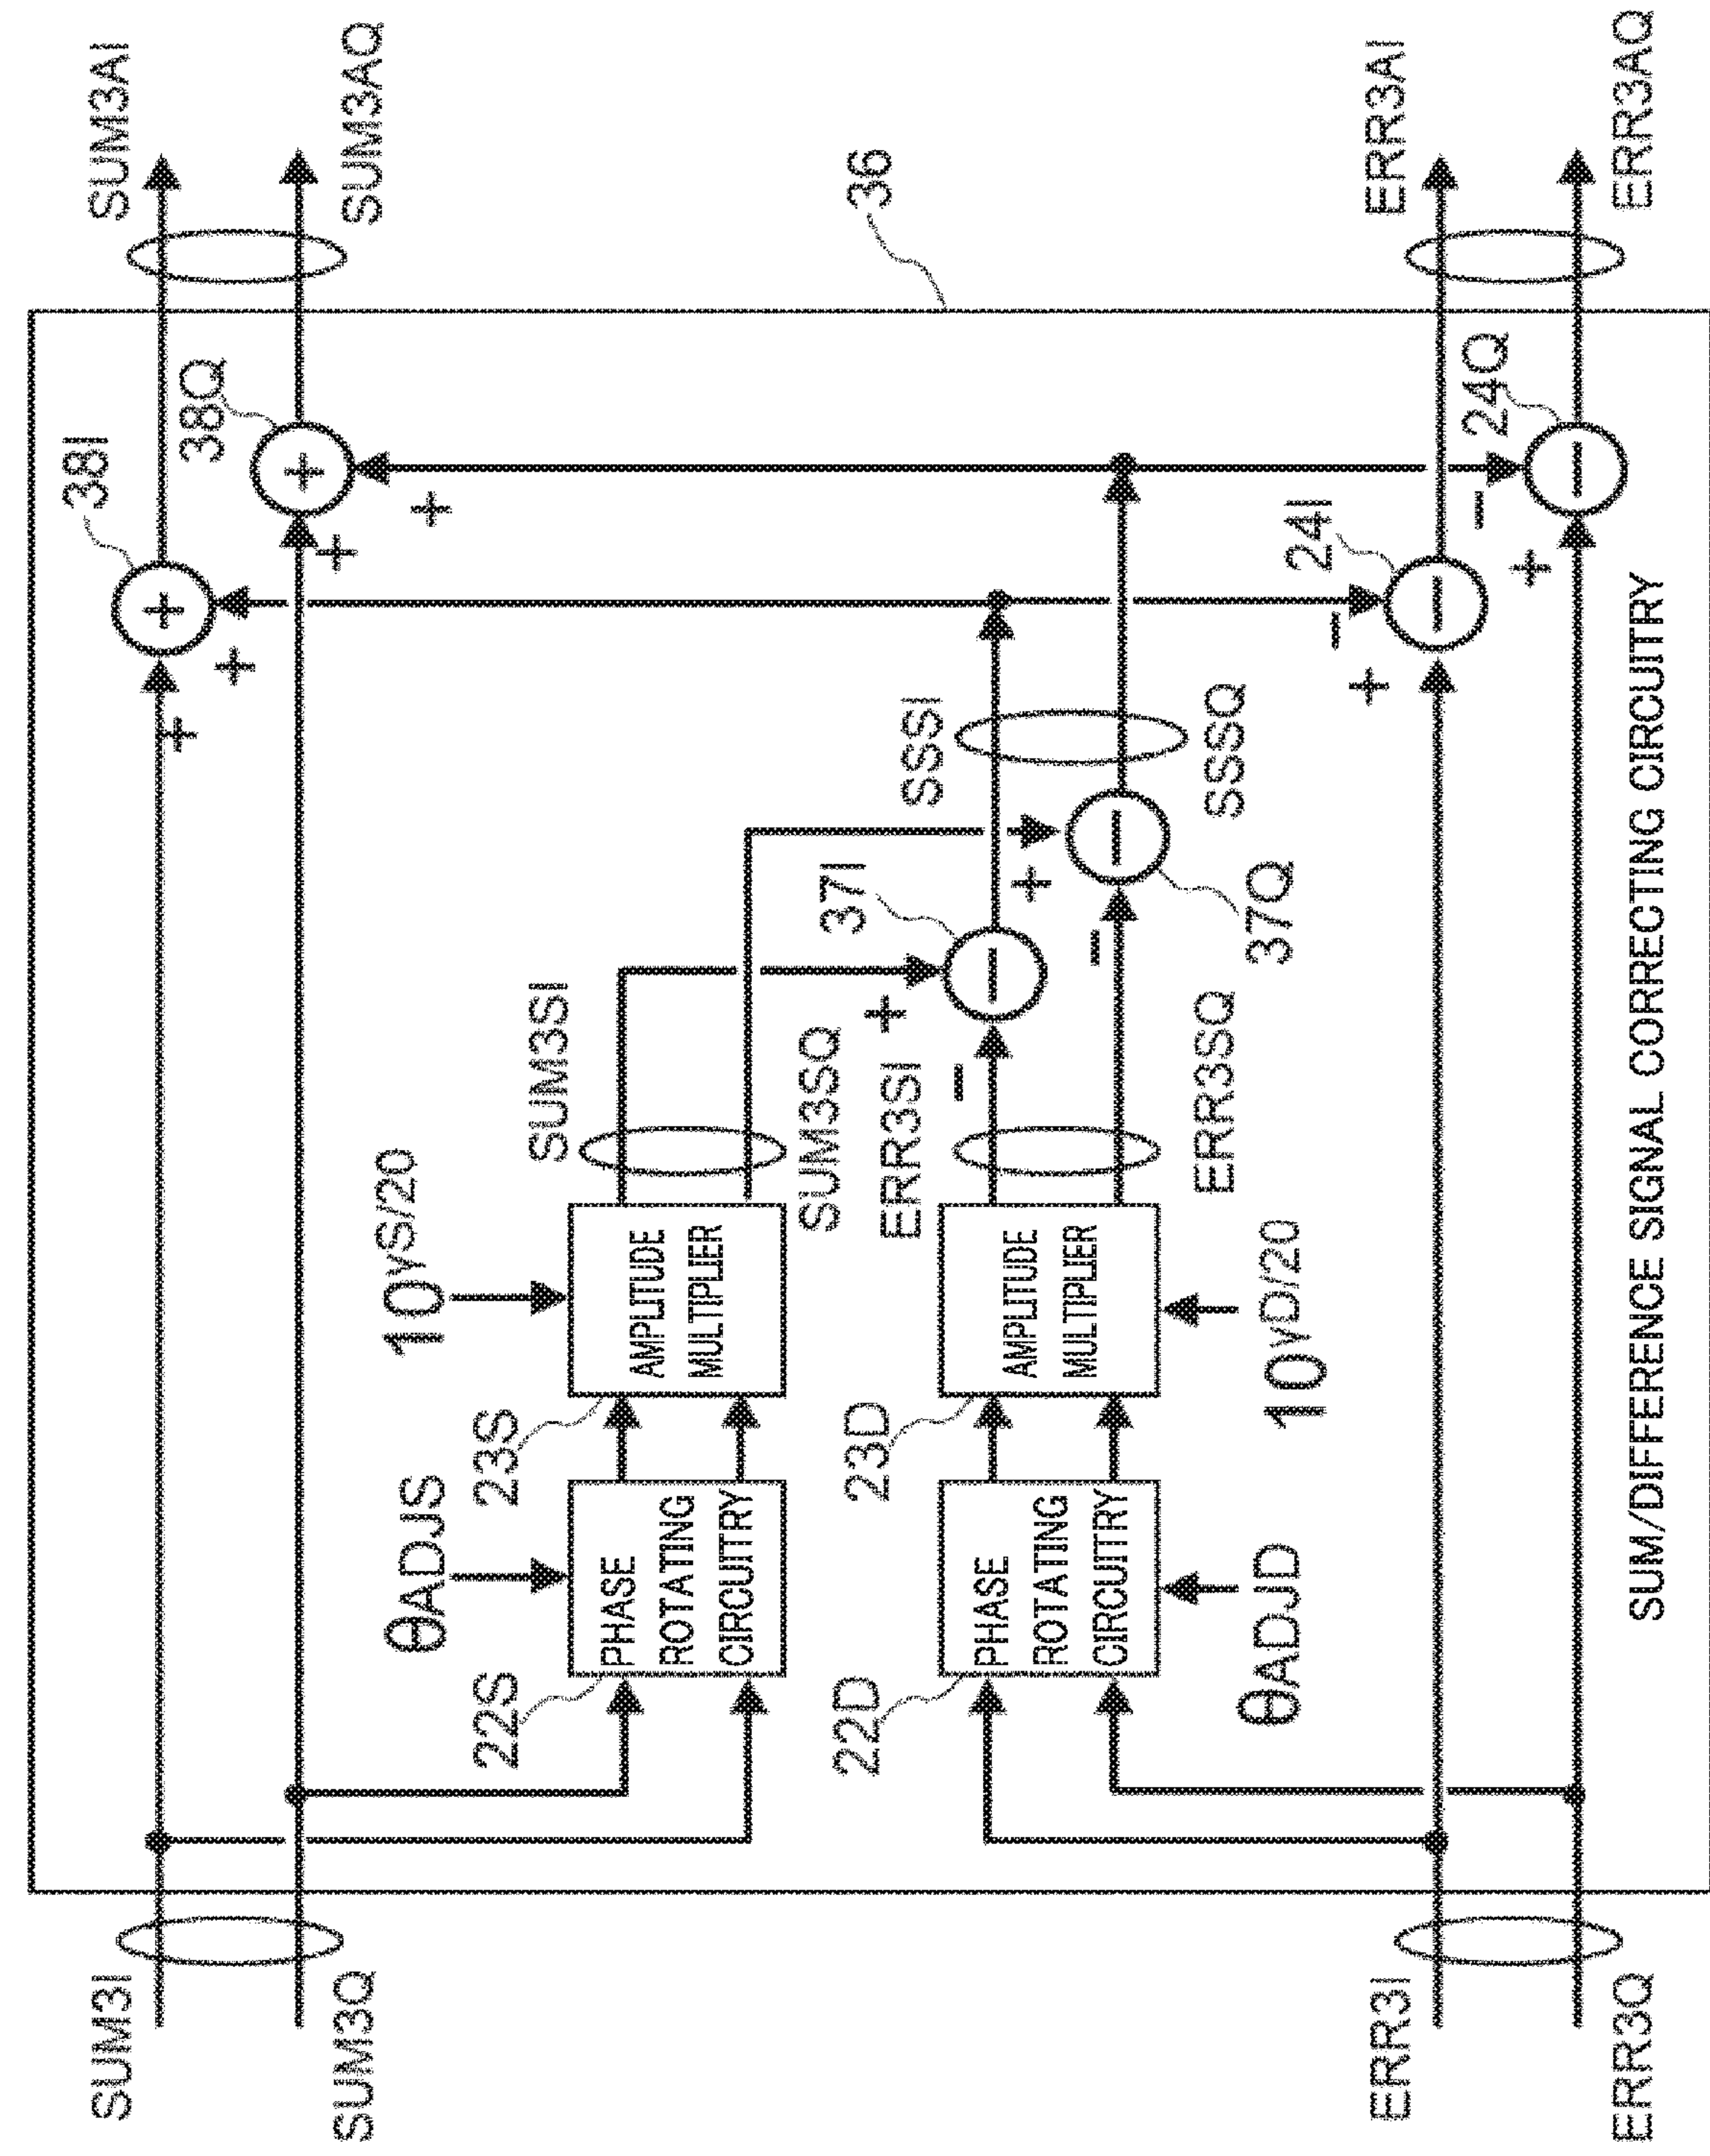 SUM3I
SUM3Q
ERR3I
ERR3Q
22S
θADJS
PHASE
ROTATING
CIRCUITRY
23S
10γS/20
AMPLITUDE
MULTIPLIER
SUM3SI
SUM3SQ
22D
θADJD
PHASE
ROTATING
CIRCUITRY
23D
10γD/20
AMPLITUDE
MULTIPLIER
ERR3SI
ERR3SQ
37I
+
−
−
37Q
+
−
−
SSSI
SSSQ
38I
+
+
+
38Q
+
+
+
24I
−
+
−
24Q
−
+
−
36
SUM3AI
SUM3AQ
ERR3AI
ERR3AQ
SUM/DIFFERENCE SIGNAL CORRECTING CIRCUITRY